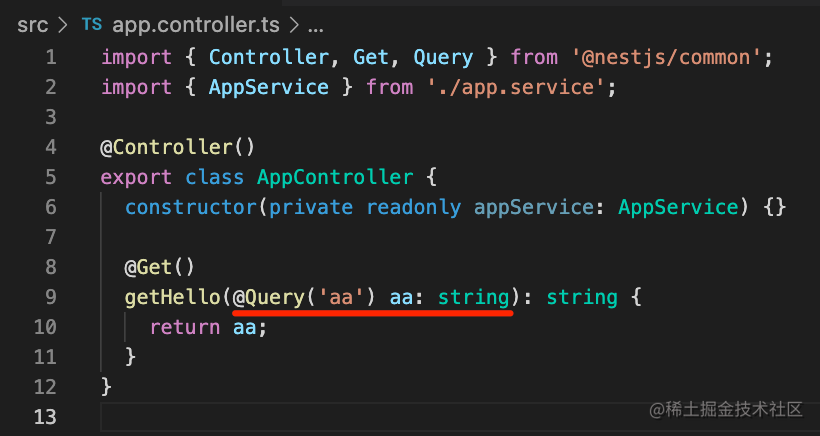 src > TS app.controller.ts > ...
1 import { Controller, Get, Query } from '@nestjs/common';
2 import { AppService } from './app.service';
3
4 @Controller()
5 export class AppController {
6   constructor(private readonly appService: AppService) {}
7
8   @Get()
9   getHello(@Query('aa') aa: string): string {
10     return aa;
11   }
12 }
13
@稀土掘金技术社区